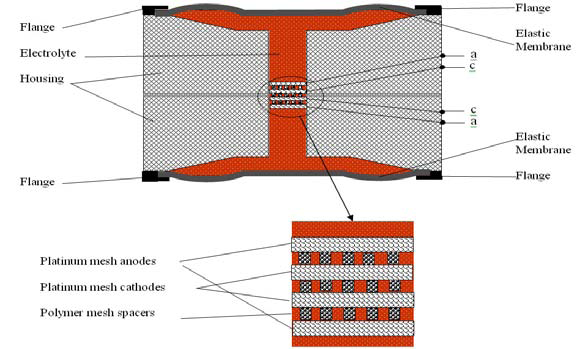 Flange
Electrolyte
Housing
Flange
Flange
Elastic
Membrane
a
c
c
a
Elastic
Membrane
Flange
Platinum mesh anodes
Platinum mesh cathodes
Polymer mesh spacers